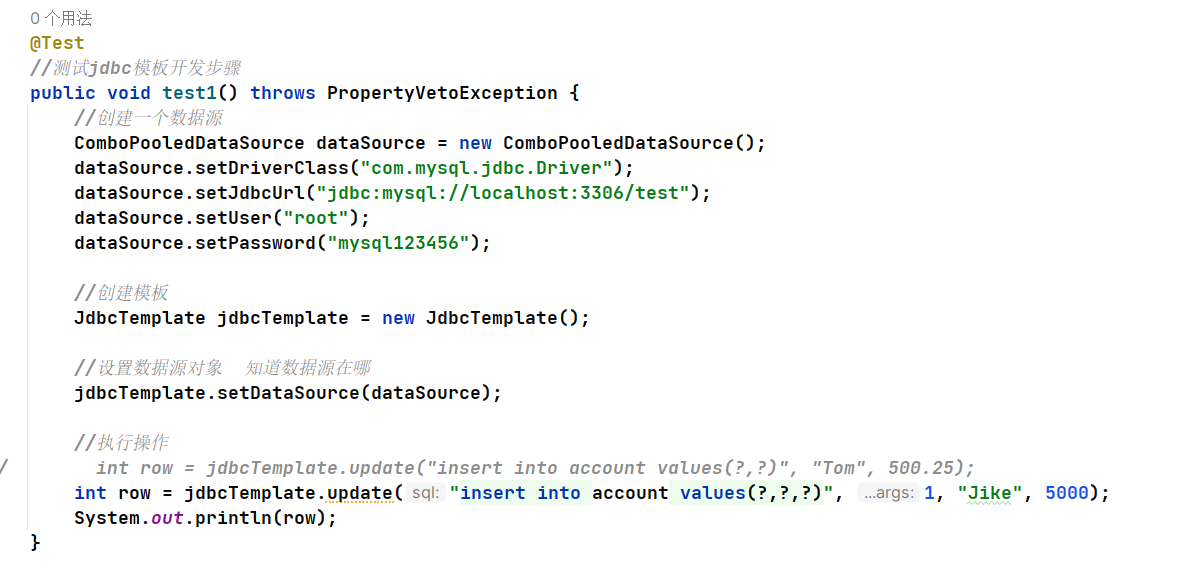 0 个用法
@Test
//测试jdbc模板开发步骤
public void test1() throws PropertyVetoException {
//创建一个数据源
ComboPooledDataSource dataSource = new ComboPooledDataSource();
dataSource.setDriverClass("com.mysql.jdbc.Driver");
dataSource.setJdbcUrl("jdbc:mysql://localhost:3306/test");
dataSource.setUser("root");
dataSource.setPassword("mysql123456");
//创建模板
JdbcTemplate jdbcTemplate = new JdbcTemplate();
//设置数据源对象  知道数据源在哪
jdbcTemplate.setDataSource(dataSource);
//执行操作
/ int row = jdbcTemplate.update("insert into account values(?,?)", "Tom", 500.25);
int row = jdbcTemplate.update( sql: "insert into account values(?,?,?)", ...args: 1, "Jike", 5000);
System.out.println(row);
}